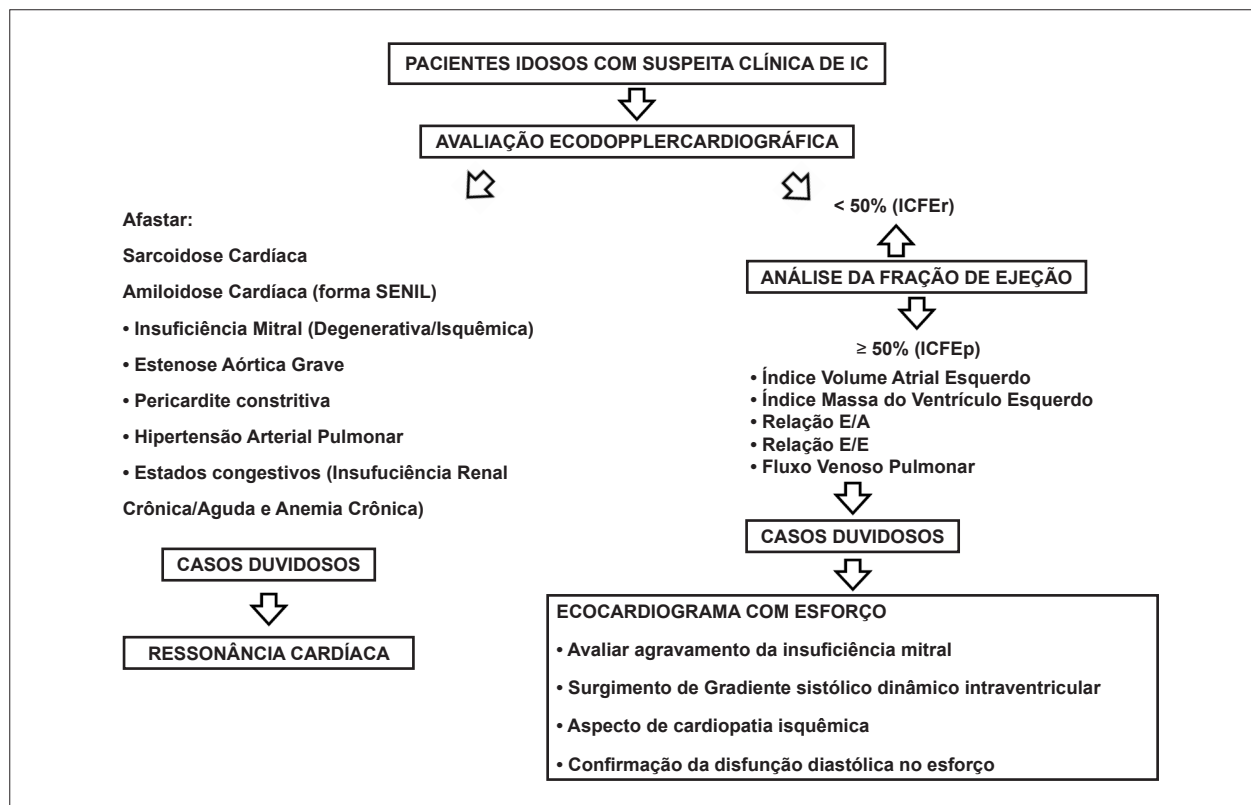 PACIENTES IDOSOS COM SUSPEITA CLÍNICA DE IC
AVALIAÇÃO ECODOPPLERCARDIOGRÁFICA
Afastar:
Sarcoidose Cardíaca
Amiloidose Cardíaca (forma SENIL)
• Insuficiência Mitral (Degenerativa/Isquêmica)
• Estenose Aórtica Grave
• Pericardite constritiva
• Hipertensão Arterial Pulmonar
• Estados congestivos (Insufuciência Renal
Crônica/Aguda e Anemia Crônica)
CASOS DUVIDOSOS
RESSONÂNCIA CARDÍACA
< 50% (ICFEr)
ANÁLISE DA FRAÇÃO DE EJEÇÃO
≥ 50% (ICFEp)
• Índice Volume Atrial Esquerdo
• Índice Massa do Ventrículo Esquerdo
• Relação E/A
• Relação E/E
• Fluxo Venoso Pulmonar
CASOS DUVIDOSOS
ECOCARDIOGRAMA COM ESFORÇO
• Avaliar agravamento da insuficiência mitral
• Surgimento de Gradiente sistólico dinâmico intraventricular
• Aspecto de cardiopatia isquêmica
• Confirmação da disfunção diastólica no esforço